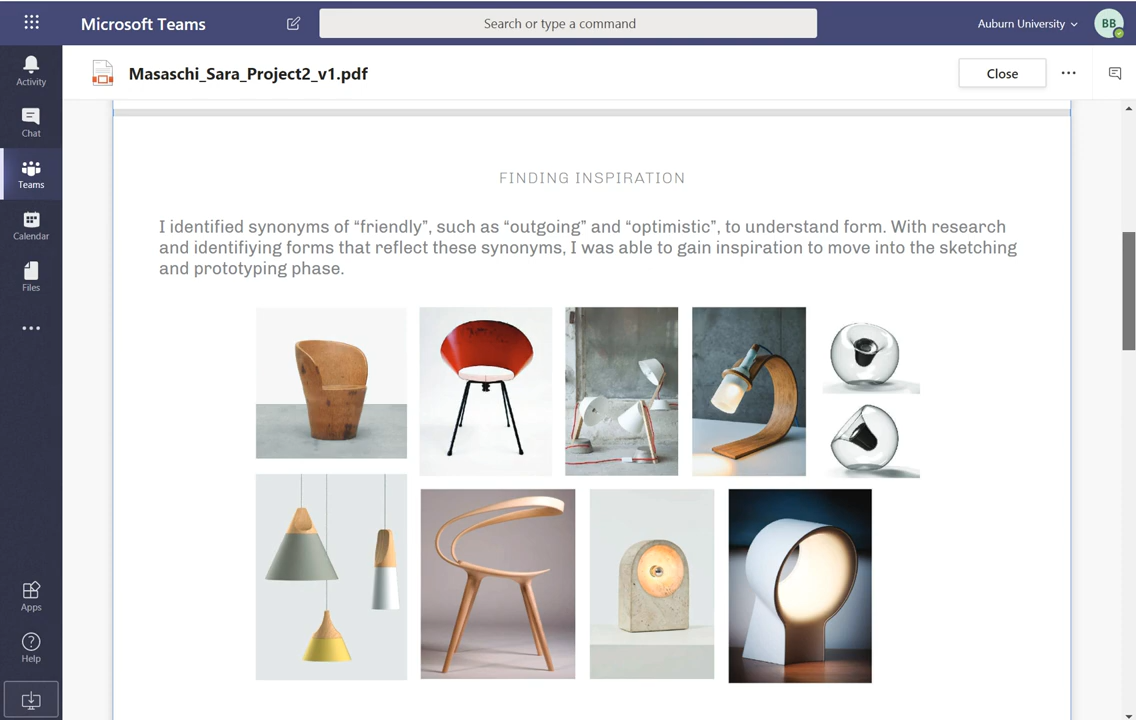 Microsoft Teams
Search or type a command
Auburn University
BB
Activity
Chat
Teams
Calendar
Files
Apps
Help
Masaschi_Sara_Project2_v1.pdf
Close
FINDING INSPIRATION
I identified synonyms of “friendly”, such as “outgoing” and “optimistic”, to understand form. With research
and identifiying forms that reflect these synonyms, I was able to gain inspiration to move into the sketching
and prototyping phase.